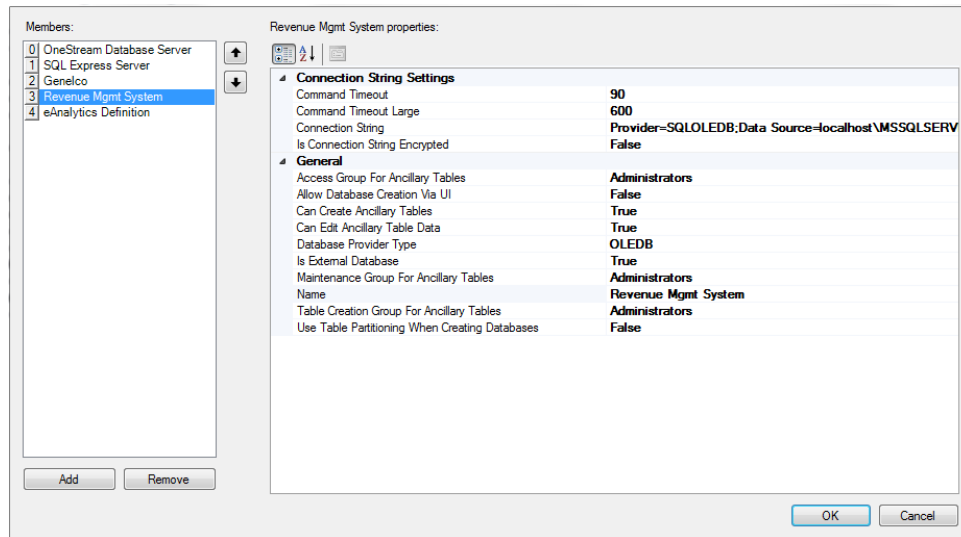 Members:
Revenue Mgmt System properties:
0 OneStream Database Server
1 SQL Express Server
2 Genelco
3 Revenue Mgmt System
4 eAnalytics Definition
Connection String Settings
Command Timeout 90
Command Timeout Large 600
Connection String Provider=SQLOLEDB;Data Source=localhost\MSSQLSERV
Is Connection String Encrypted False
General
Access Group For Ancillary Tables Administrators
Allow Database Creation Via UI False
Can Create Ancillary Tables True
Can Edit Ancillary Table Data True
Database Provider Type OLEDB
Is External Database True
Maintenance Group For Ancillary Tables Administrators
Name Revenue Mgmt System
Table Creation Group For Ancillary Tables Administrators
Use Table Partitioning When Creating Databases False
Add Remove
OK Cancel